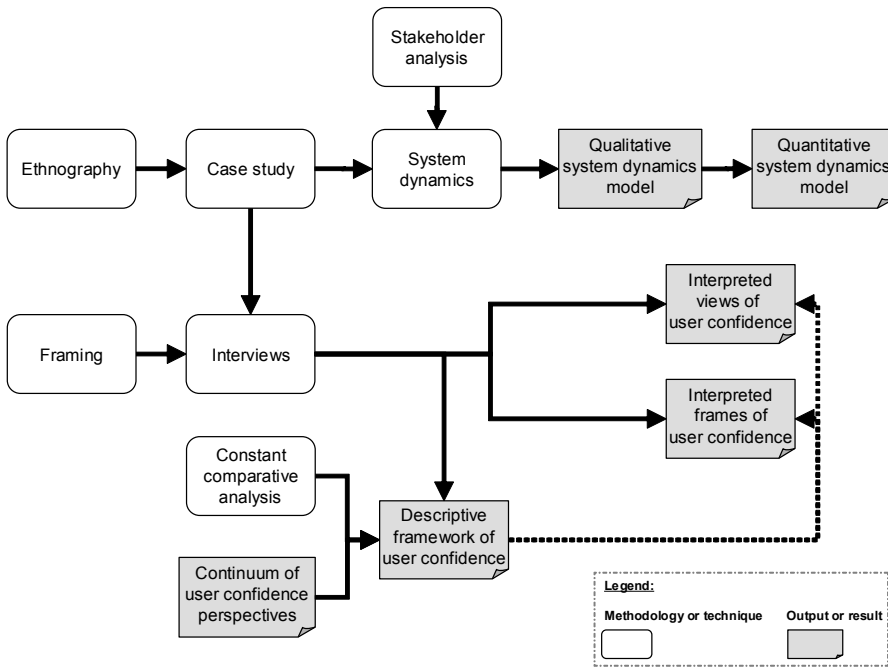 Stakeholder
analysis
Ethnography
Case study
System
dynamics
Qualitative
system dynamics
model
Quantitative
system dynamics
model
Framing
Interviews
Interpreted
views of
user confidence
Interpreted
frames of
user confidence
Constant
comparative
analysis
Continuum of
user confidence
perspectives
Descriptive
framework of
user confidence
Legend:
Methodology or technique
Output or result